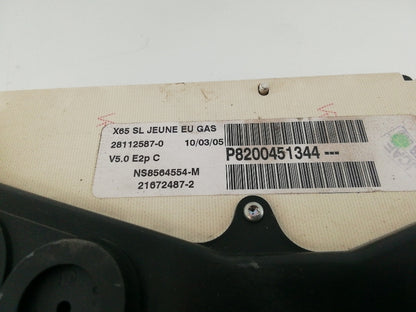 X65 SL JEUNE EU GAS
28112587-0 10/03/05
V5.0 E2p C
P8200451344 ---
NS8564554-M
21672487-2